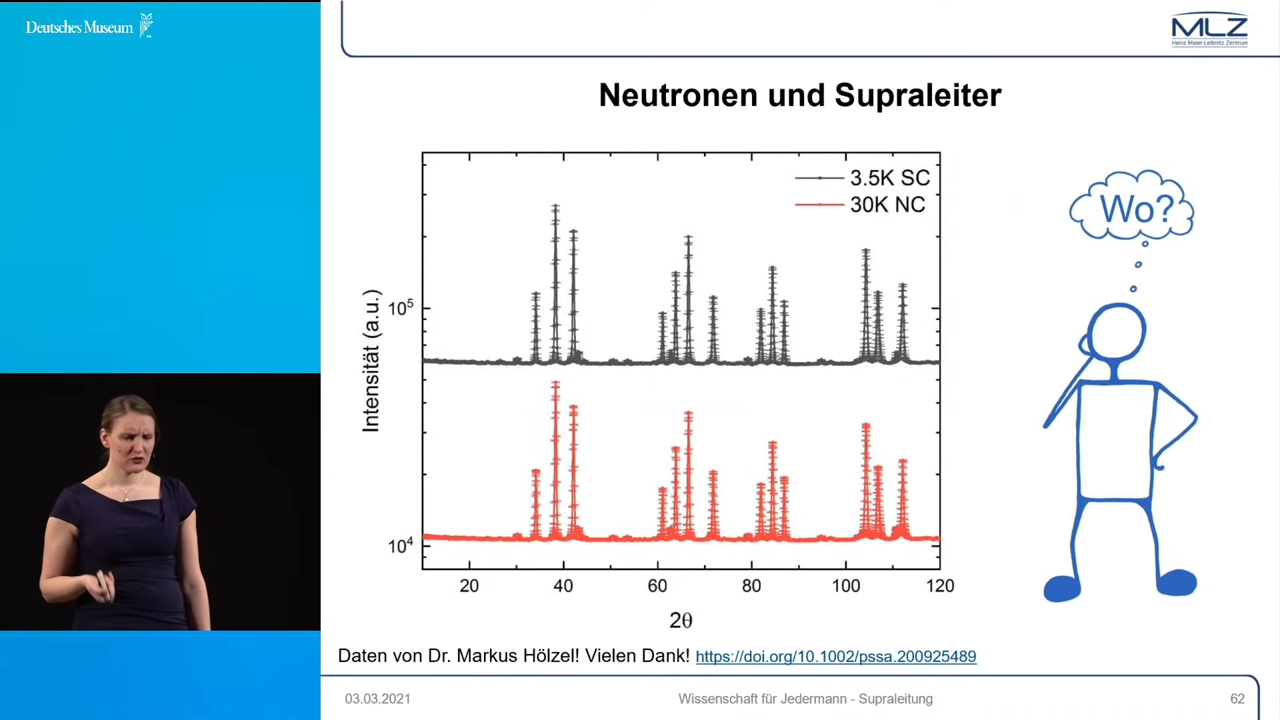 Deutsches Museum
MLZ
Heinz Maier-Leibnitz Zentrum
Neutronen und Supraleiter
3.5K SC
30K NC
Wo?
Intensität (a.u.)
10⁵
10⁴
20 40 60 80 100 120
2θ
Daten von Dr. Markus Hölzel! Vielen Dank! https://doi.org/10.1002/pssa.200925489
03.03.2021 Wissenschaft für Jedermann - Supraleitung 62